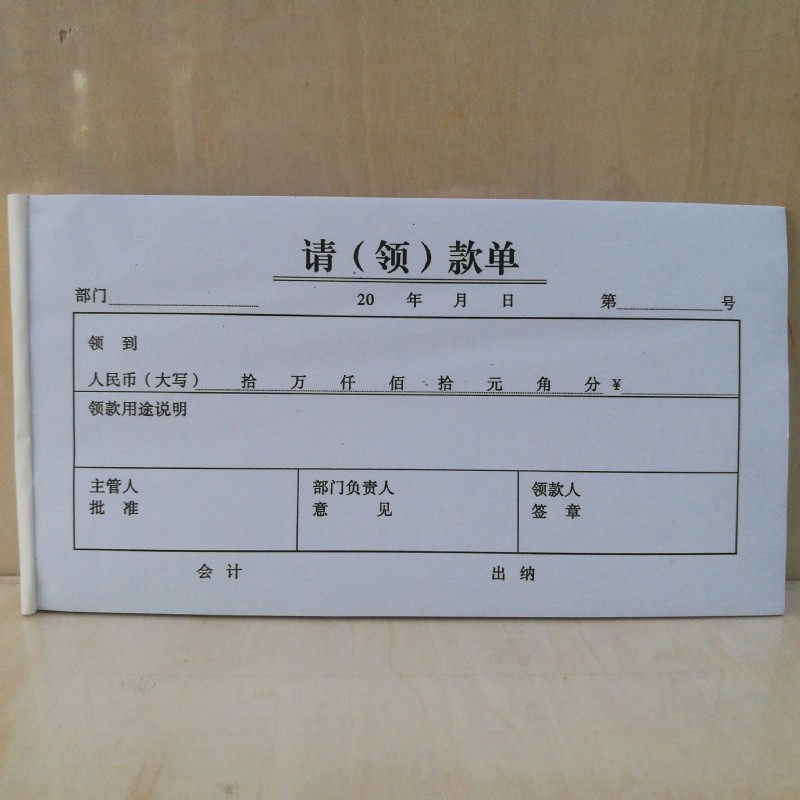 请（领）款单
部门 20 年 月 日 第 号
领 到
人民币（大写） 拾 万 仟 佰 拾 元 角 分 ¥
领款用途说明
主管人 部门负责人 领款人
批 准 意 见 签 章
会 计 出 纳